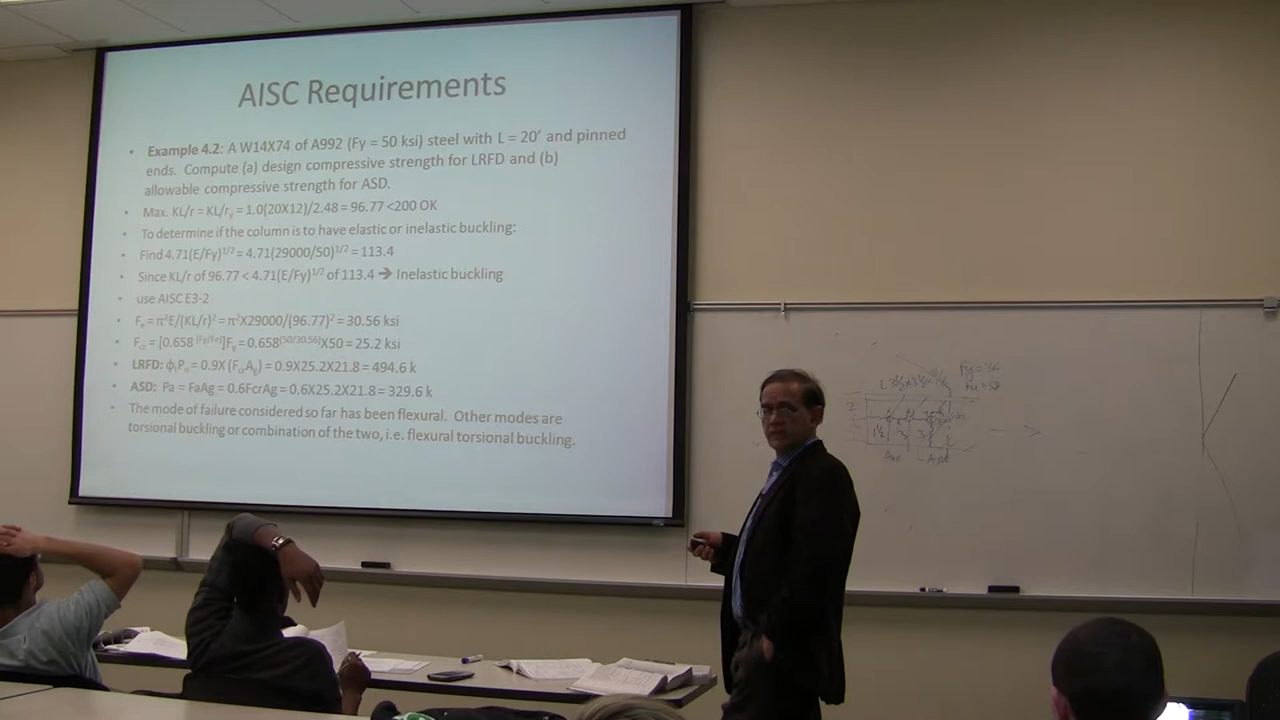 AISC Requirements
• Example 4.2: A W14X74 of A992 (Fy = 50 ksi) steel with L = 20' and pinned
ends. Compute (a) design compressive strength for LRFD and (b)
allowable compressive strength for ASD.
• Max. KL/r = KL/ry = 1.0(20X12)/2.48 = 96.77 <200 OK
• To determine if the column is to have elastic or inelastic buckling:
• Find 4.71(E/Fy)^1/2 = 4.71(29000/50)^1/2 = 113.4
• Since KL/r of 96.77 < 4.71(E/Fy)^1/2 of 113.4 ➔ Inelastic buckling
• use AISC E3-2
• Fe = π²E/(KL/r)² = π²X29000/(96.77)² = 30.56 ksi
• Fcr = [0.658^(Fy/Fe)]Fy = 0.658^(50/30.56)X50 = 25.2 ksi
• LRFD: ϕtPn = 0.9X(FcrAg) = 0.9X25.2X21.8 = 494.6 k
• ASD: Pa = FaAg = 0.6FcrAg = 0.6X25.2X21.8 = 329.6 k
• The mode of failure considered so far has been flexural. Other modes are
torsional buckling or combination of the two, i.e. flexural torsional buckling.
Fy = 36
1½